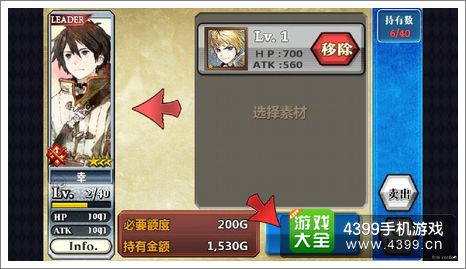 LEADER
幸
Lv. 2/40
HP 1091
ATK 1091
Info.
Lv. 1
HP :700
ATK :560
移除
选择素材
必要额度 200G
持有金额 1,530G
持有数
6/40
卖出
游戏
大全
4399手机游戏
www.4399.cn